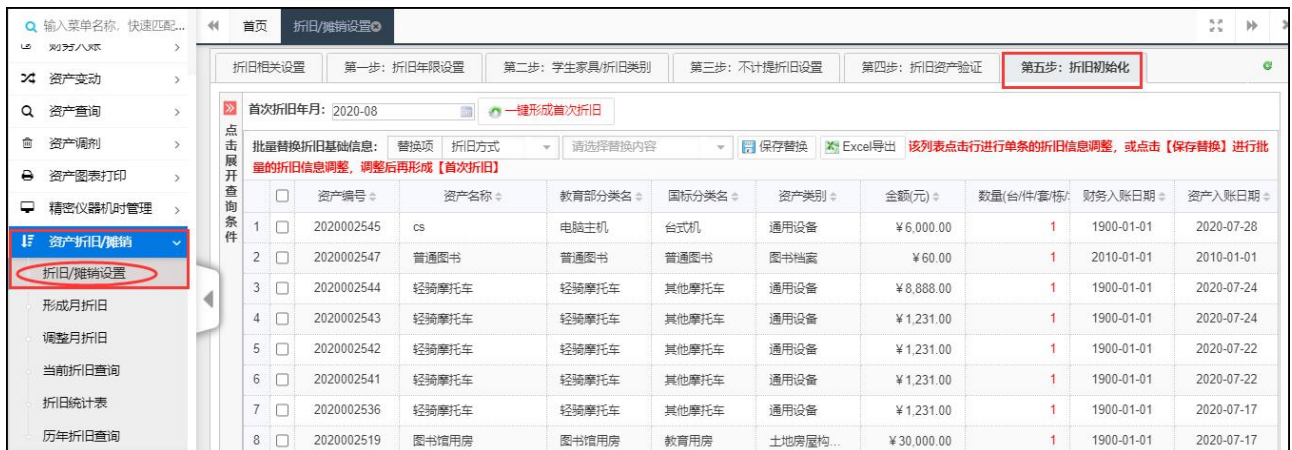 输入菜单名称，快速匹配...
首页
折旧/摊销设置
财务入账
资产变动
资产查询
资产调剂
资产图表打印
精密仪器机时管理
资产折旧/摊销
折旧/摊销设置
形成月折旧
调整月折旧
当前折旧查询
折旧统计表
历年折旧查询
折旧相关设置
第一步：折旧年限设置
第二步：学生家具/折旧类别
第三步：不计提折旧设置
第四步：折旧资产验证
第五步：折旧初始化
点击展开查询条件
首次折旧年月： 2020-08 一键形成首次折旧
批量替换折旧基础信息： 替换项 折旧方式 请选择替换内容 保存替换 Excel导出 该列表点击行进行单条的折旧信息调整，或点击【保存替换】进行批
量的折旧信息调整，调整后再形成【首次折旧】
资产编号 资产名称 教育部分类名 国标分类名 资产类别 金额(元) 数量(台/件/套/栋/ 财务入账日期 资产入账日期
1 2020002545 cs 电脑主机 台式机 通用设备 ¥6,000.00 1 1900-01-01 2020-07-28
2 2020002547 普通图书 普通图书 普通图书 图书档案 ¥60.00 1 2010-01-01 2010-01-01
3 2020002544 轻骑摩托车 轻骑摩托车 其他摩托车 通用设备 ¥8,888.00 1 1900-01-01 2020-07-24
4 2020002543 轻骑摩托车 轻骑摩托车 其他摩托车 通用设备 ¥1,231.00 1 1900-01-01 2020-07-24
5 2020002542 轻骑摩托车 轻骑摩托车 其他摩托车 通用设备 ¥1,231.00 1 1900-01-01 2020-07-22
6 2020002541 轻骑摩托车 轻骑摩托车 其他摩托车 通用设备 ¥1,231.00 1 1900-01-01 2020-07-22
7 2020002536 轻骑摩托车 轻骑摩托车 其他摩托车 通用设备 ¥1,231.00 1 1900-01-01 2020-07-17
8 2020002519 图书馆用房 图书馆用房 教育用房 土地房屋构... ¥30,000.00 1 1900-01-01 2020-07-17